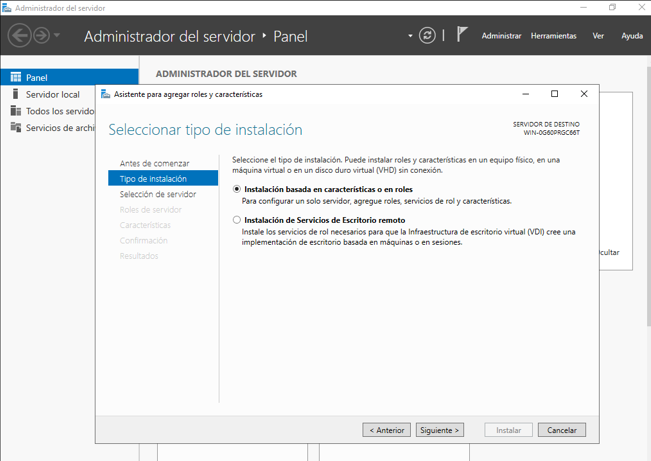 Administrador del servidor
Administrador del servidor • Panel
Administrar Herramientas Ver Ayuda
Panel
Servidor local
Todos los servido
Servicios de archi
ADMINISTRADOR DEL SERVIDOR
Asistente para agregar roles y características
Seleccionar tipo de instalación
SERVIDOR DE DESTINO
WIN-0G60PRGC66T
Antes de comenzar
Tipo de instalación
Selección de servidor
Roles de servidor
Características
Confirmación
Resultados
Seleccione el tipo de instalación. Puede instalar roles y características en un equipo físico, en una
máquina virtual o en un disco duro virtual (VHD) sin conexión.
Instalación basada en características o en roles
Para configurar un solo servidor, agregue roles, servicios de rol y características.
Instalación de Servicios de Escritorio remoto
Instale los servicios de rol necesarios para que la Infraestructura de escritorio virtual (VDI) cree una
implementación de escritorio basada en máquinas o en sesiones.
cultar
< Anterior Siguiente > Instalar Cancelar